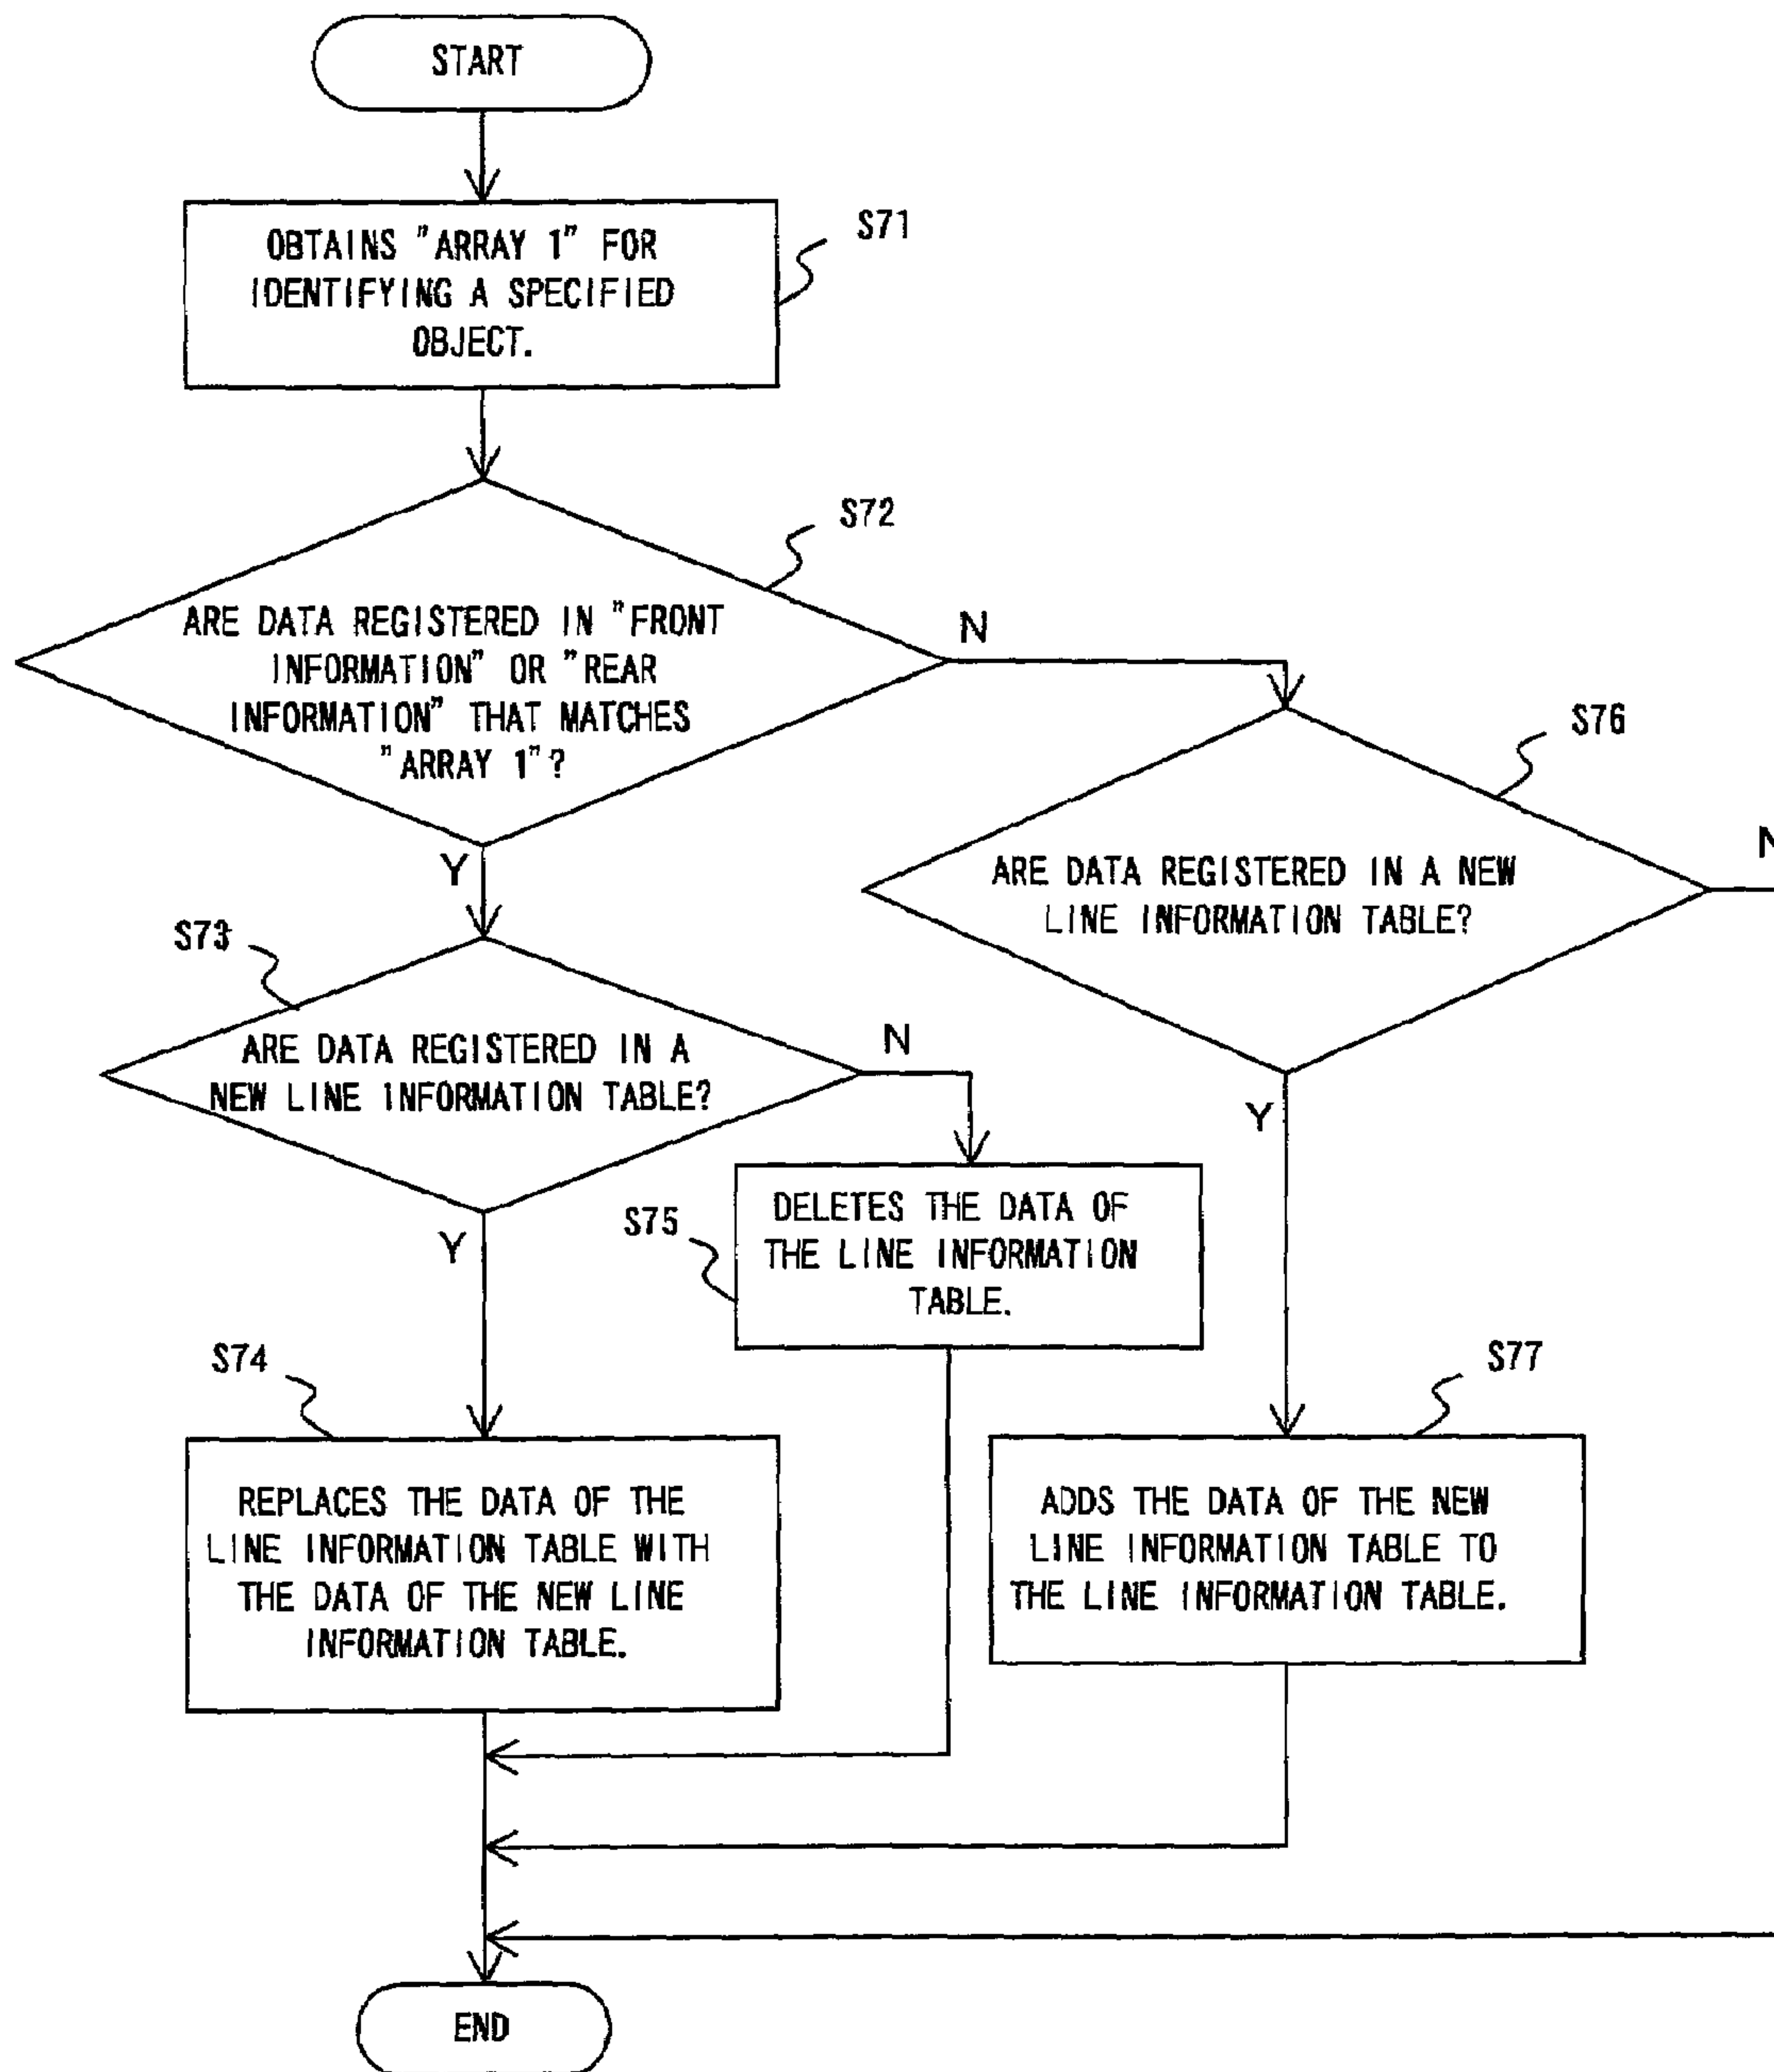 START
OBTAINS "ARRAY 1" FOR
IDENTIFYING A SPECIFIED
OBJECT.
S71
S72
ARE DATA REGISTERED IN "FRONT
INFORMATION" OR "REAR
INFORMATION" THAT MATCHES
"ARRAY 1"?
N
Y
S76
ARE DATA REGISTERED IN A NEW
LINE INFORMATION TABLE?
N
Y
S73
ARE DATA REGISTERED IN A
NEW LINE INFORMATION TABLE?
N
Y
S75
DELETES THE DATA OF
THE LINE INFORMATION
TABLE.
S74
REPLACES THE DATA OF THE
LINE INFORMATION TABLE WITH
THE DATA OF THE NEW LINE
INFORMATION TABLE.
S77
ADDS THE DATA OF THE NEW
LINE INFORMATION TABLE TO
THE LINE INFORMATION TABLE.
END